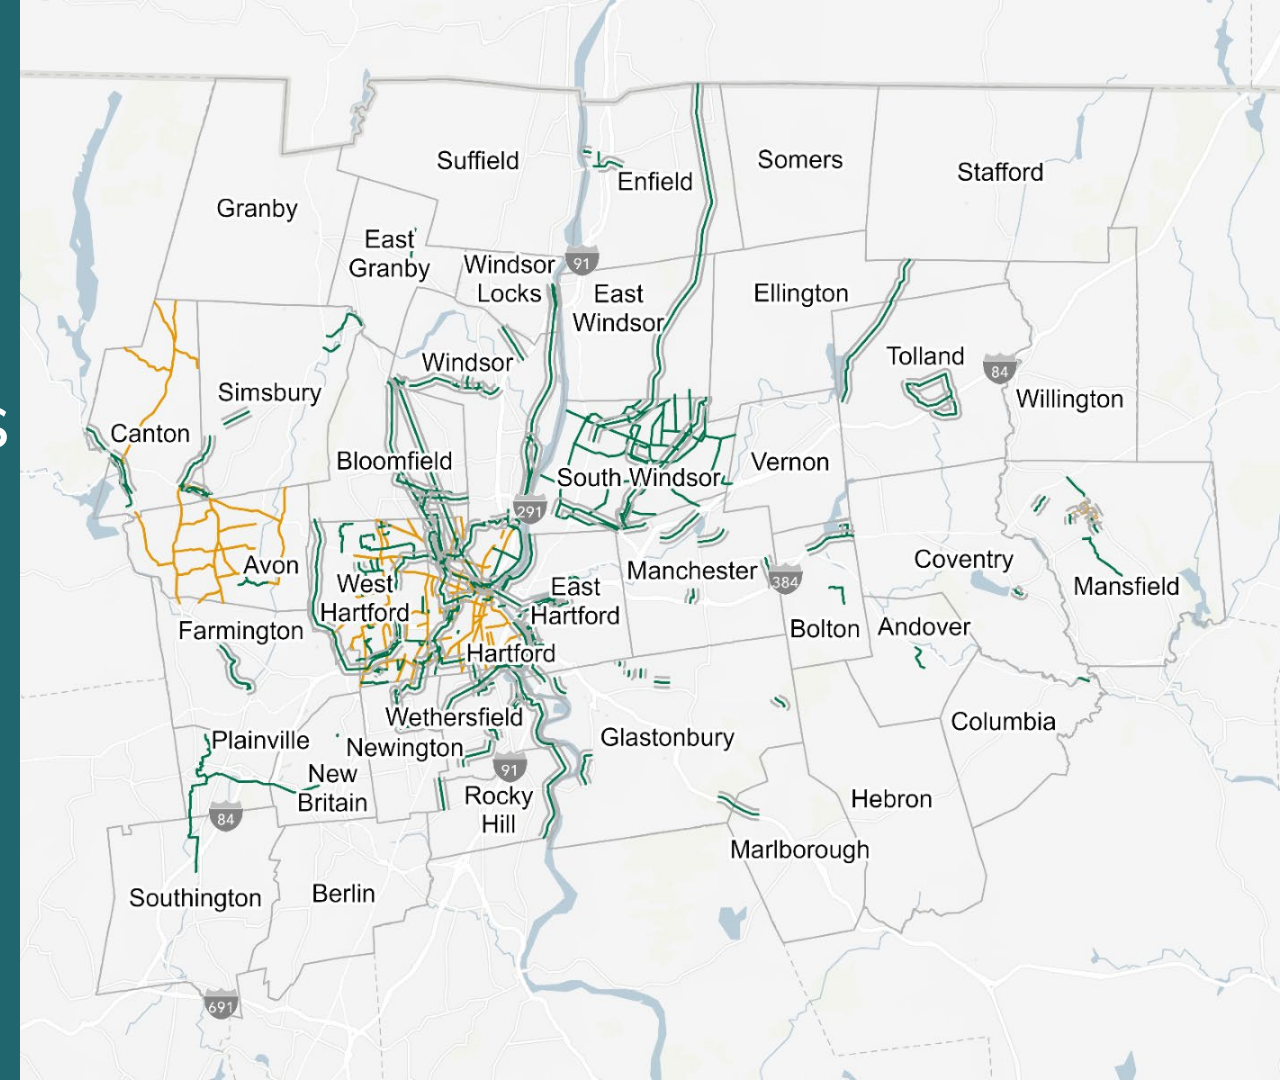 Suffield
Somers
Stafford
Enfield
Granby
East
Granby
91
Windsor
Locks
East
Windsor
Ellington
Windsor
Tolland
84
Simsbury
Willington
s
Canton
Bloomfield
South Windsor
Vernon
291
Avon
West
Hartford
East
Hartford
Manchester
384
Coventry
Mansfield
Farmington
Hartford
Bolton
Andover
Wethersfield
Columbia
Plainville
Newington
Glastonbury
New
Britain
91
Rocky
Hill
Hebron
84
Marlborough
Southington
Berlin
691